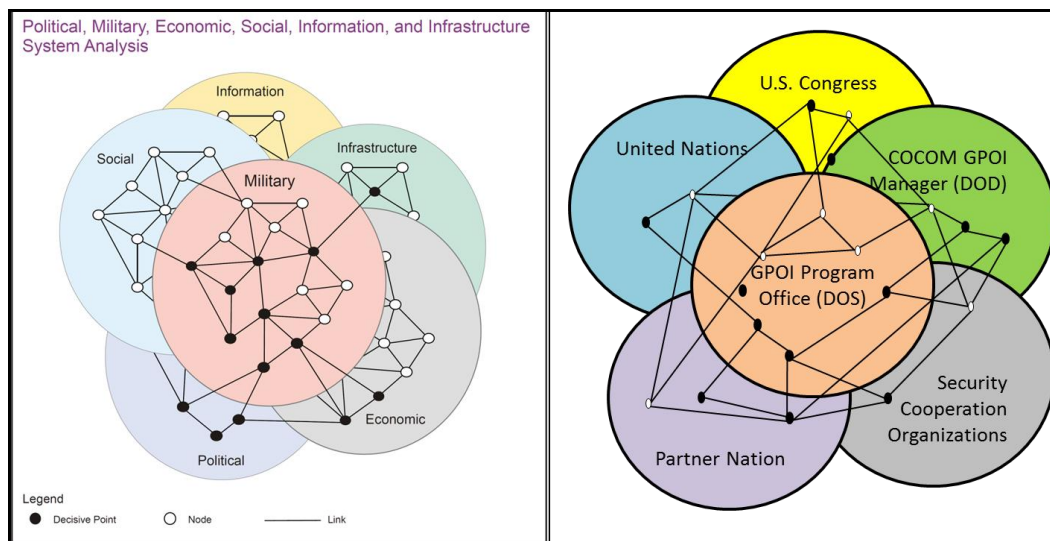 Political, Military, Economic, Social, Information, and Infrastructure
System Analysis
Information
Social
Infrastructure
Military
Economic
Political
Legend
Decisive Point
Node
Link
U.S. Congress
United Nations
COCOM GPOI
Manager (DOD)
GPOI Program
Office (DOS)
Security
Cooperation
Organizations
Partner Nation